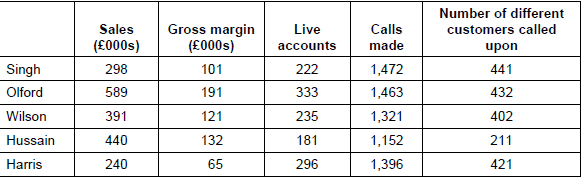 Sales (£000s) Gross margin (£000s) Live accounts Calls made Number of different customers called upon
Singh 298 101 222 1,472 441
Olford 589 191 333 1,463 432
Wilson 391 121 235 1,321 402
Hussain 440 132 181 1,152 211
Harris 240 65 296 1,396 421